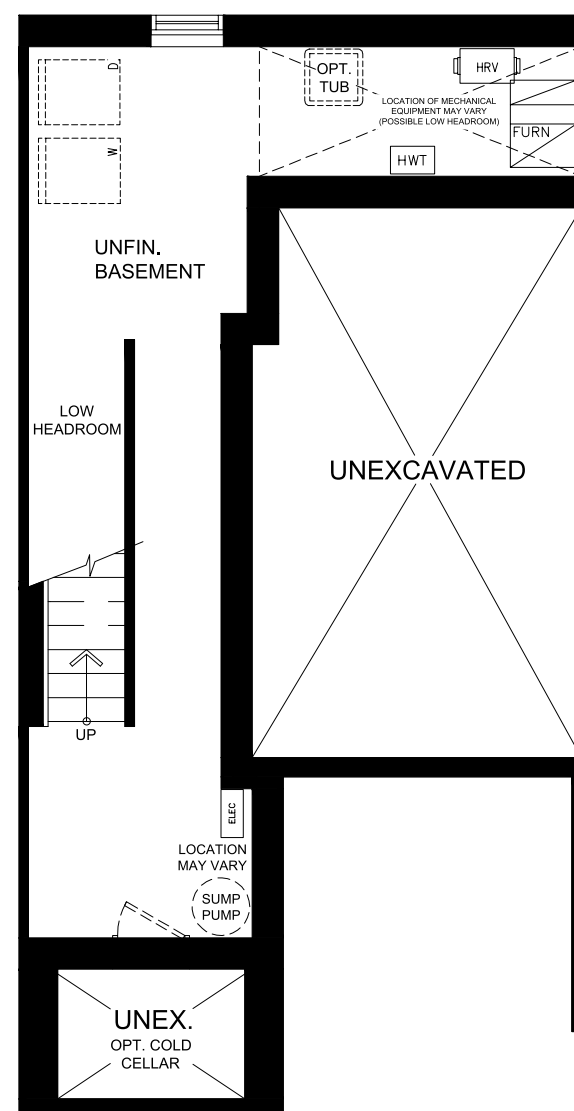 D
OPT.
TUB
HRV
LOCATION OF MECHANICAL
EQUIPMENT MAY VARY
(POSSIBLE LOW HEADROOM)
FURN
W
HWT
UNFIN.
BASEMENT
LOW
HEADROOM
UNEXCAVATED
UP
ELEC
LOCATION
MAY VARY
SUMP
PUMP
UNEX.
OPT. COLD
CELLAR